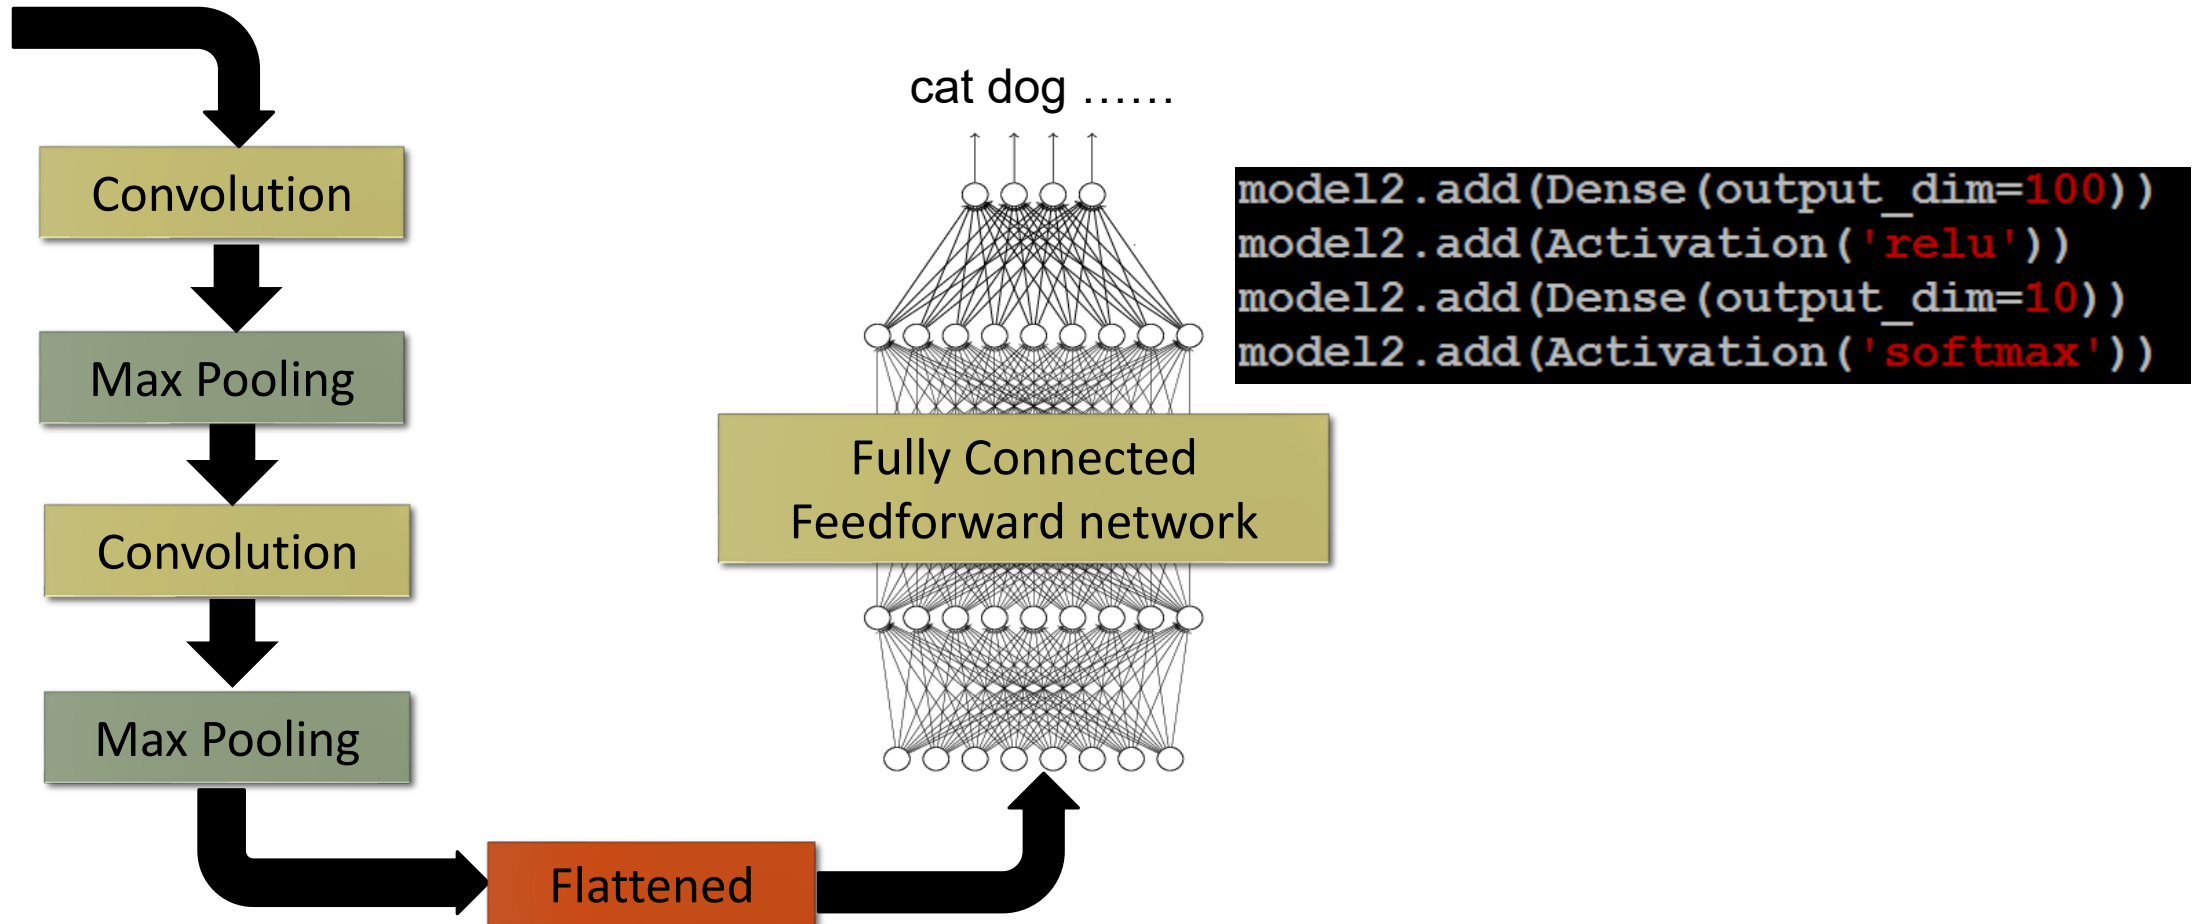 Convolution
Max Pooling
Convolution
Max Pooling
Flattened
cat dog ......
Fully Connected
Feedforward network
model2.add(Dense(output_dim=100))
model2.add(Activation('relu'))
model2.add(Dense(output_dim=10))
model2.add(Activation('softmax'))